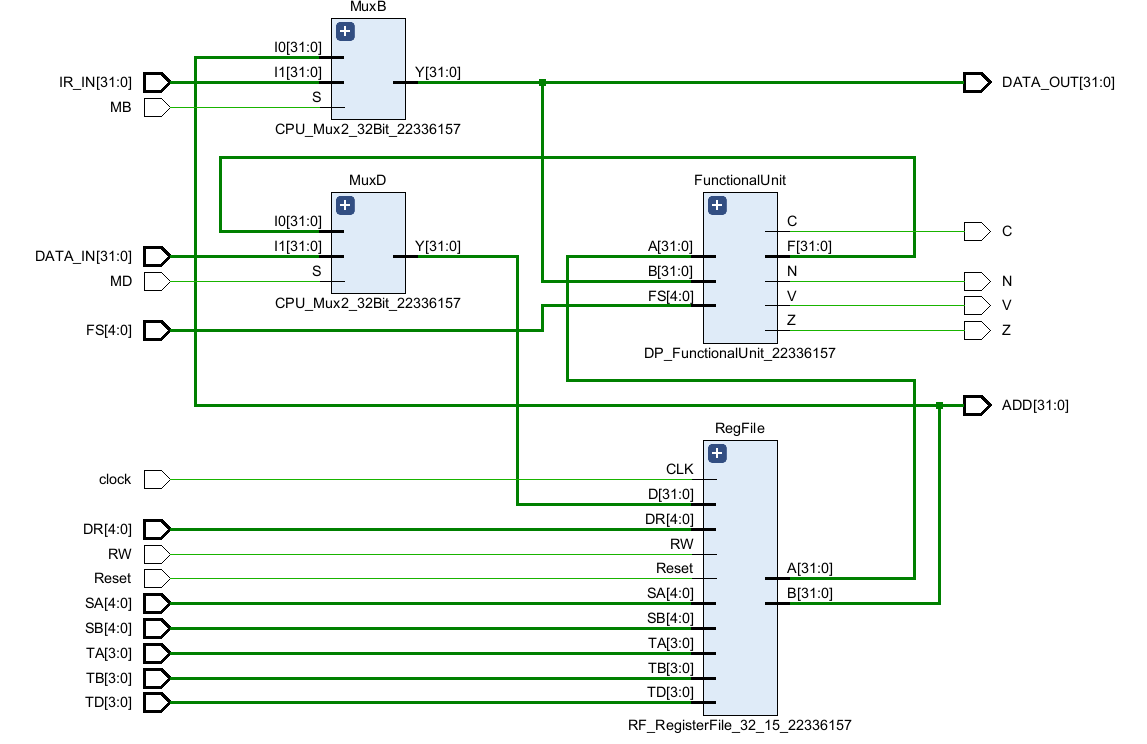 MuxB
I0[31:0]
IR_IN[31:0] I1[31:0] Y[31:0] DATA_OUT[31:0]
MB S
CPU_Mux2_32Bit_22336157
MuxD FunctionalUnit
I0[31:0] C C
DATA_IN[31:0] I1[31:0] Y[31:0] A[31:0] F[31:0]
MD S B[31:0] N N
CPU_Mux2_32Bit_22336157 FS[4:0] V V
FS[4:0] Z Z
DP_FunctionalUnit_22336157
ADD[31:0]
RegFile
clock CLK
D[31:0]
DR[4:0] DR[4:0]
RW RW
Reset Reset A[31:0]
SA[4:0] SA[4:0] B[31:0]
SB[4:0] SB[4:0]
TA[3:0] TA[3:0]
TB[3:0] TB[3:0]
TD[3:0] TD[3:0]
RF_RegisterFile_32_15_22336157